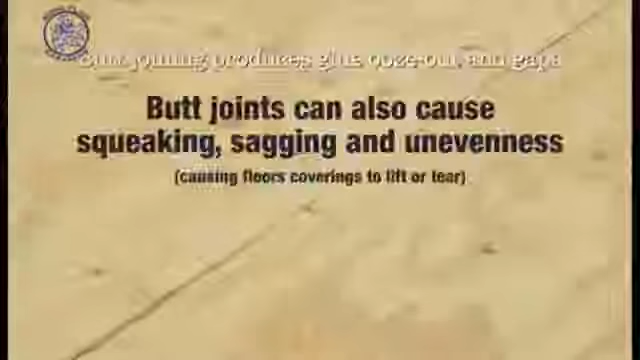 Butt joining produces glue ooze-out, and gaps
Butt joints can also cause
squeaking, sagging and unevenness
(causing floors coverings to lift or tear)